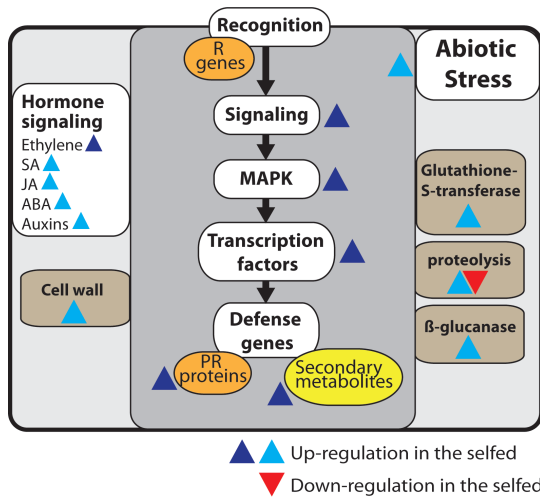 Recognition
R
genes
Abiotic
Stress
Hormone
signaling
Ethylene
SA
JA
ABA
Auxins
Signaling
MAPK
Transcription
factors
Defense
genes
PR
proteins
Secondary
metabolites
Cell wall
Glutathione-
S-transferase
proteolysis
ß-glucanase
Up-regulation in the selfed
Down-regulation in the selfed